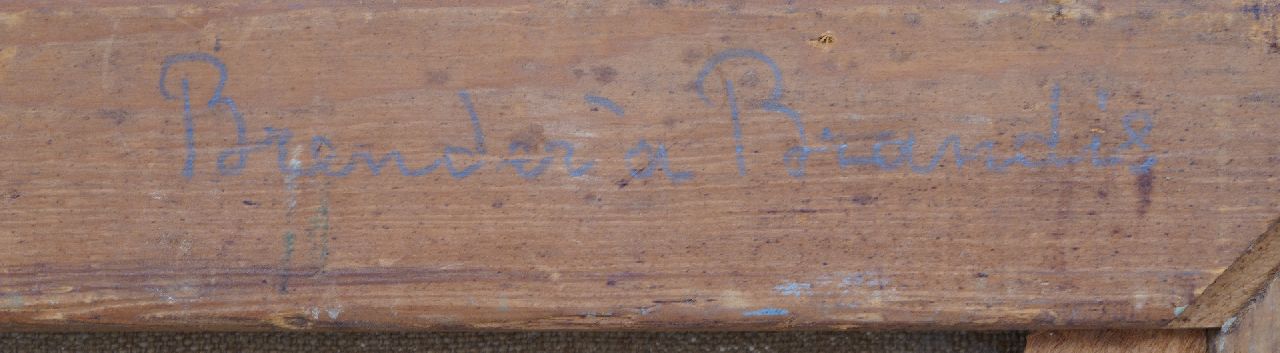 Brender à Brandis